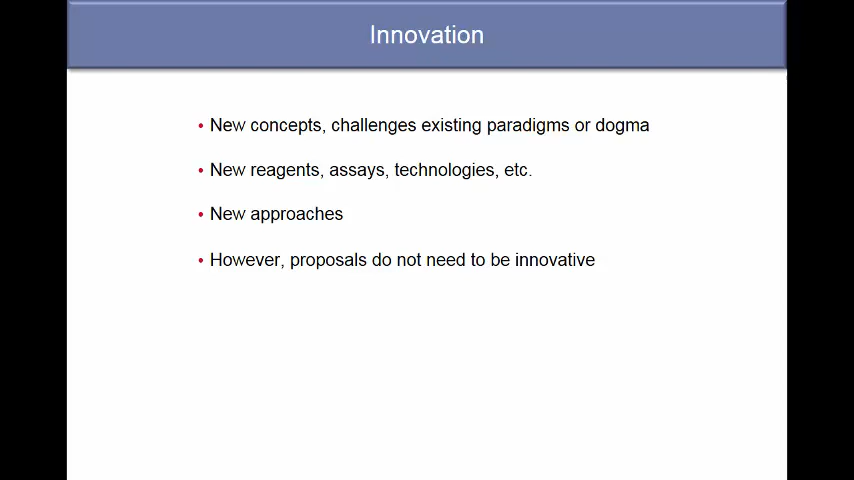 Innovation
• New concepts, challenges existing paradigms or dogma
• New reagents, assays, technologies, etc.
• New approaches
• However, proposals do not need to be innovative